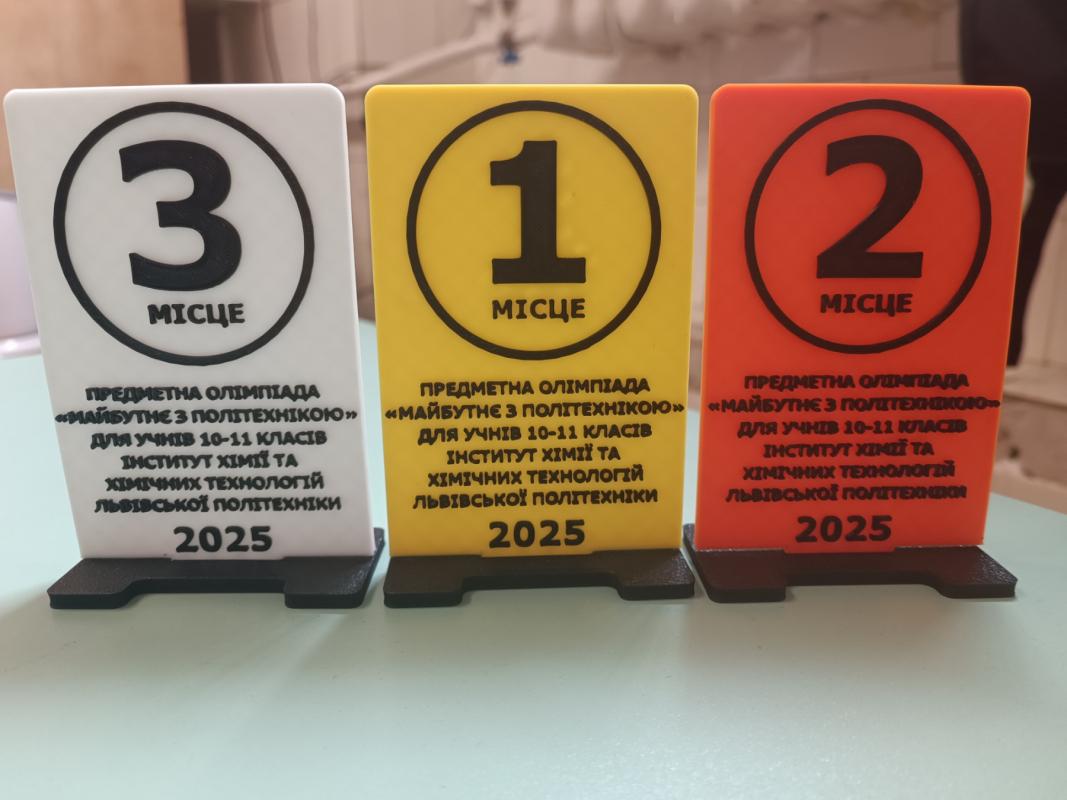 3
МІСЦЕ
ПРЕДМЕТНА ОЛІМПІАДА
«МАЙБУТНЄ З ПОЛІТЕХНІКОЮ»
ДЛЯ УЧНІВ 10-11 КЛАСІВ
ІНСТИТУТ ХІМІЇ ТА
ХІМІЧНИХ ТЕХНОЛОГІЙ
ЛЬВІВСЬКОЇ ПОЛІТЕХНІКИ
2025
1
МІСЦЕ
ПРЕДМЕТНА ОЛІМПІАДА
«МАЙБУТНЄ З ПОЛІТЕХНІКОЮ»
ДЛЯ УЧНІВ 10-11 КЛАСІВ
ІНСТИТУТ ХІМІЇ ТА
ХІМІЧНИХ ТЕХНОЛОГІЙ
ЛЬВІВСЬКОЇ ПОЛІТЕХНІКИ
2025
2
МІСЦЕ
ПРЕДМЕТНА ОЛІМПІАДА
«МАЙБУТНЄ З ПОЛІТЕХНІКОЮ»
ДЛЯ УЧНІВ 10-11 КЛАСІВ
ІНСТИТУТ ХІМІЇ ТА
ХІМІЧНИХ ТЕХНОЛОГІЙ
ЛЬВІВСЬКОЇ ПОЛІТЕХНІКИ
2025